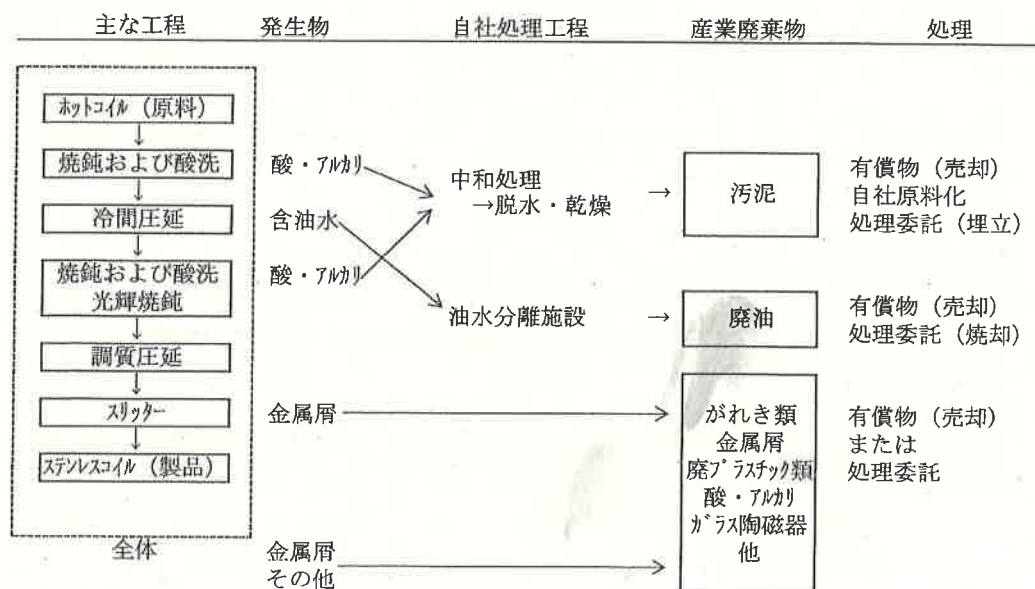 主な工程 発生物 自社処理工程 産業廃棄物 処理
ﾎｯﾄｺｲﾙ（原料）
↓
焼鈍および酸洗
↓
冷間圧延
↓
焼鈍および酸洗
光輝焼鈍
↓
調質圧延
↓
ｽﾘｯﾀｰ
↓
ｽﾃﾝﾚｽｺｲﾙ（製品）
全体
酸・ｱﾙｶﾘ
含油水
酸・ｱﾙｶﾘ
金属屑
金属屑
その他
中和処理
→脱水・乾燥 →
油水分離施設 →
汚泥
廃油
がれき類
金属屑
廃ﾌﾟﾗｽﾁｯｸ類
酸・ｱﾙｶﾘ
ｶﾞﾗｽ陶磁器
他
有償物（売却）
自社原料化
処理委託（埋立）
有償物（売却）
処理委託（焼却）
有償物（売却）
または
処理委託